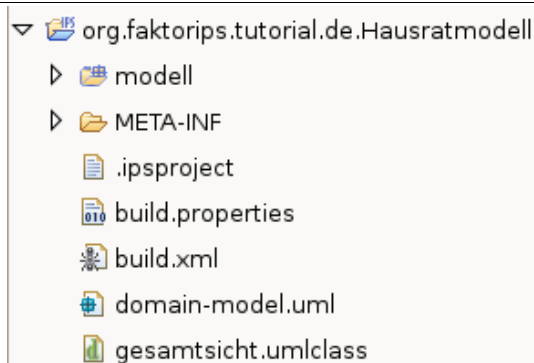 org.faktorips.tutorial.de.Hausratmodell
modell
META-INF
.ipsproject
build.properties
build.xml
domain-model.uml
gesamtsicht.umlclass